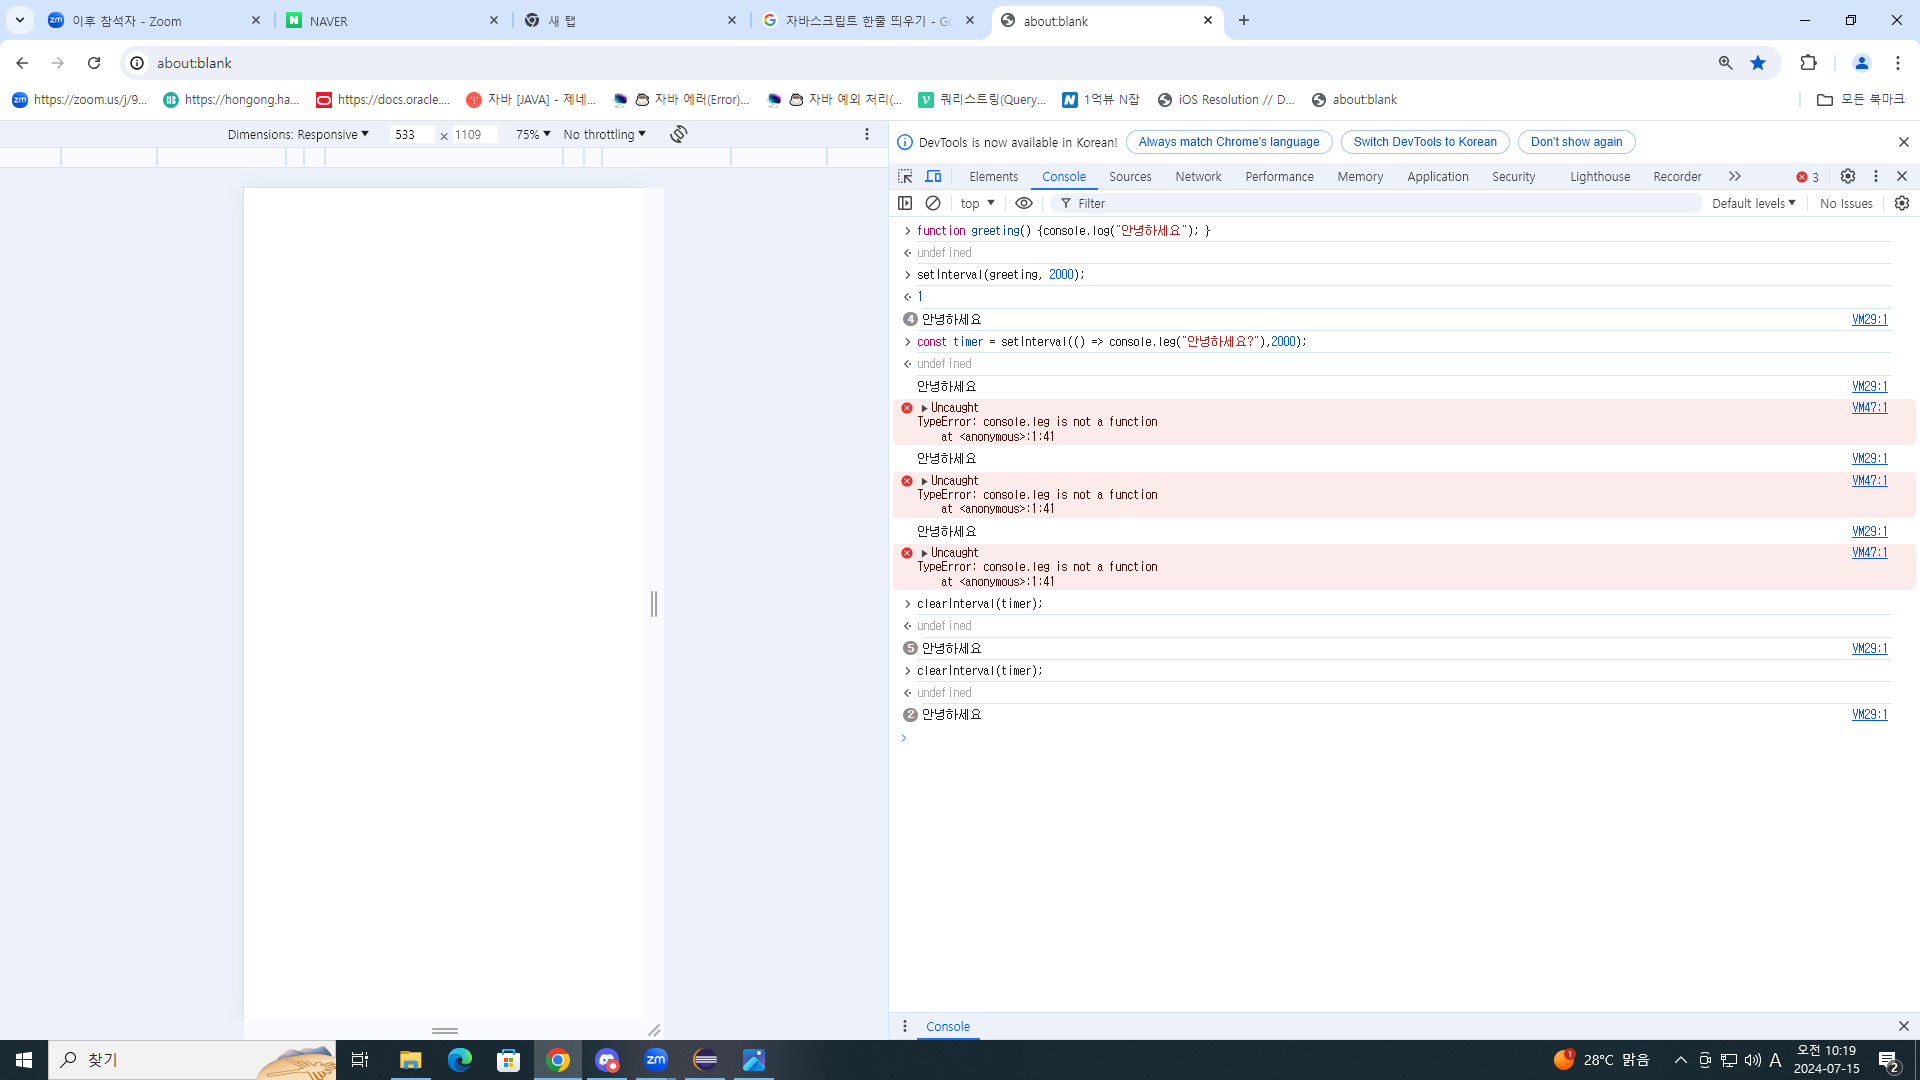 이후 참석자 - Zoom
NAVER
새 탭
자바스크립트 한줄 띄우기 - Go
about:blank
about:blank
https://zoom.us/j/9...
https://hongong.ha...
https://docs.oracle....
자바 [JAVA] - 제네...
자바 에러(Error)...
자바 예외 처리(...
쿼리스트링(Query...
1억뷰 N잡
iOS Resolution // D...
about:blank
모든 북마크
Dimensions: Responsive
533 × 1109
75%
No throttling
DevTools is now available in Korean!
Always match Chrome's language
Switch DevTools to Korean
Don't show again
Elements
Console
Sources
Network
Performance
Memory
Application
Security
Lighthouse
Recorder
3
top
Filter
Default levels
No Issues
function greeting() {console.log("안녕하세요"); }
undefined
setInterval(greeting, 2000);
1
4 안녕하세요 VM29:1
const timer = setInterval(() => console.leg("안녕하세요?"),2000);
undefined
안녕하세요 VM29:1
Uncaught VM47:1
TypeError: console.leg is not a function
at <anonymous>:1:41
안녕하세요 VM29:1
Uncaught VM47:1
TypeError: console.leg is not a function
at <anonymous>:1:41
안녕하세요 VM29:1
Uncaught VM47:1
TypeError: console.leg is not a function
at <anonymous>:1:41
clearInterval(timer);
undefined
5 안녕하세요 VM29:1
clearInterval(timer);
undefined
2 안녕하세요 VM29:1
Console
찾기
28°C 맑음
A
오전 10:19
2024-07-15
2